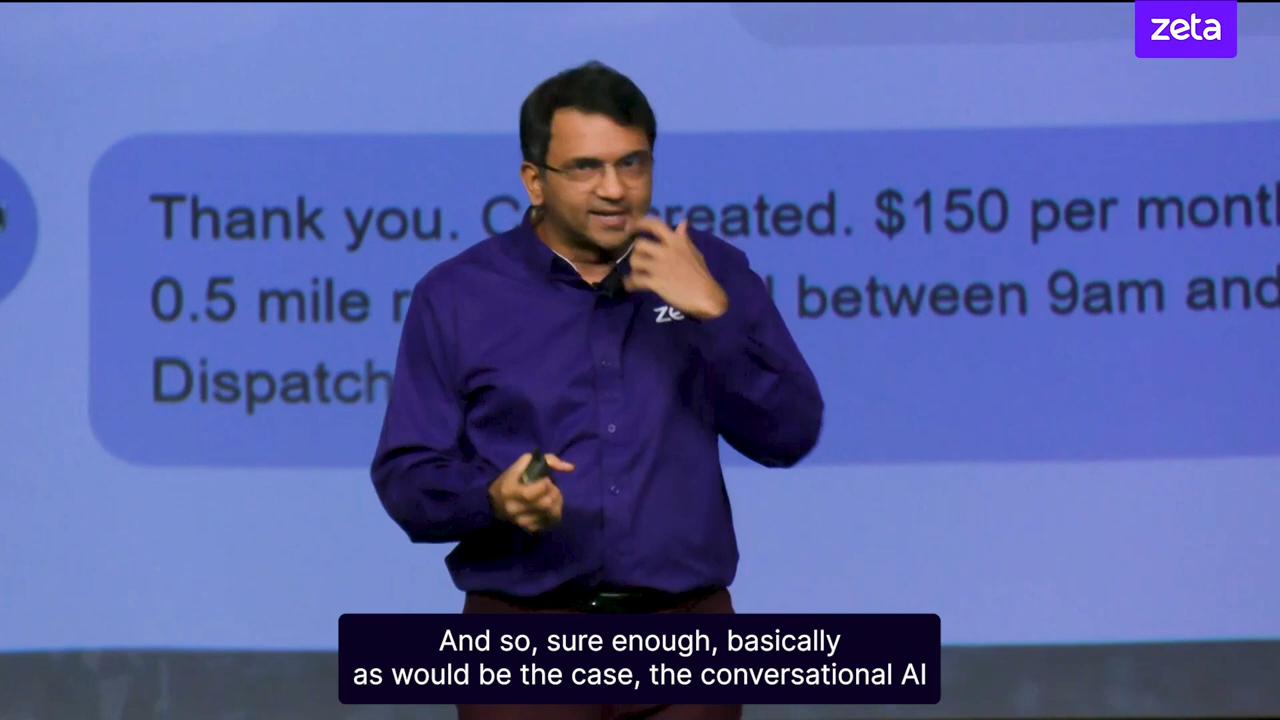 zeta
Thank you. C reated. $150 per mont
0.5 mile between 9am and
Dispatch
ze
And so, sure enough, basically
as would be the case, the conversational AI